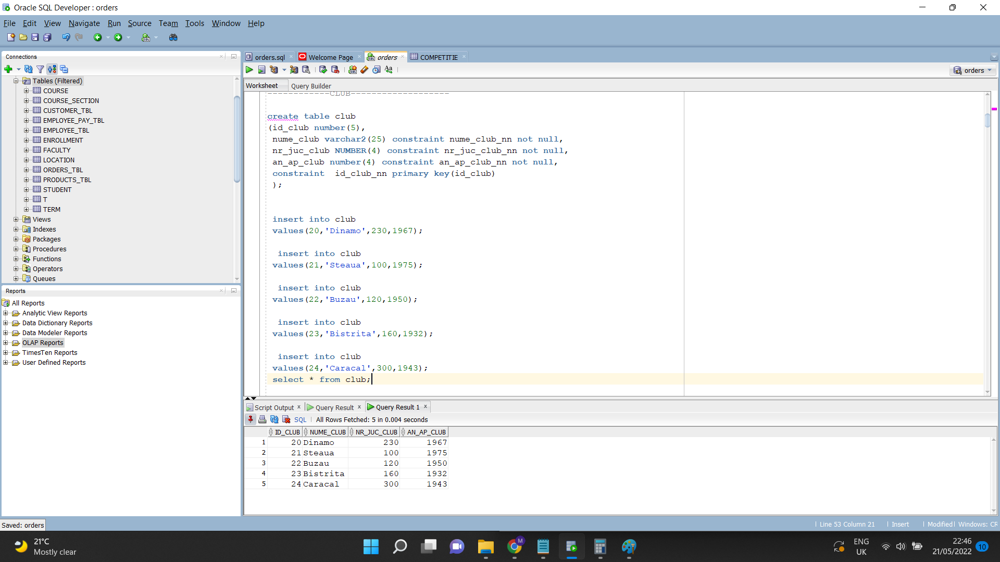 Oracle SQL Developer : orders
File Edit View Navigate Run Source Team Tools Window Help
Connections
Tables (Filtered)
COURSE
COURSE_SECTION
CUSTOMER_TBL
EMPLOYEE_PAY_TBL
EMPLOYEE_TBL
ENROLLMENT
FACULTY
LOCATION
ORDERS_TBL
PRODUCTS_TBL
STUDENT
T
TERM
Views
Indexes
Packages
Procedures
Functions
Operators
Queues
Reports
All Reports
Analytic View Reports
Data Dictionary Reports
Data Modeler Reports
OLAP Reports
TimesTen Reports
User Defined Reports
orders.sql Welcome Page orders COMPETITIE
orders
Worksheet Query Builder
------------CLUB-------------------
create table club
(id_club number(5),
nume_club varchar2(25) constraint nume_club_nn not null,
nr_juc_club NUMBER(4) constraint nr_juc_club_nn not null,
an_ap_club number(4) constraint an_ap_club_nn not null,
constraint  id_club_nn primary key(id_club)
);
insert into club
values(20,'Dinamo',230,1967);
insert into club
values(21,'Steaua',100,1975);
insert into club
values(22,'Buzau',120,1950);
insert into club
values(23,'Bistrita',160,1932);
insert into club
values(24,'Caracal',300,1943);
select * from club;
Script Output Query Result Query Result 1
SQL All Rows Fetched: 5 in 0.004 seconds
ID_CLUB NUME_CLUB NR_JUC_CLUB AN_AP_CLUB
1 20 Dinamo 230 1967
2 21 Steaua 100 1975
3 22 Buzau 120 1950
4 23 Bistrita 160 1932
5 24 Caracal 300 1943
Saved: orders
Line 53 Column 21 Insert Modified Windows: CR
21°C
Mostly clear
M
ENG
UK
22:46
21/05/2022
10